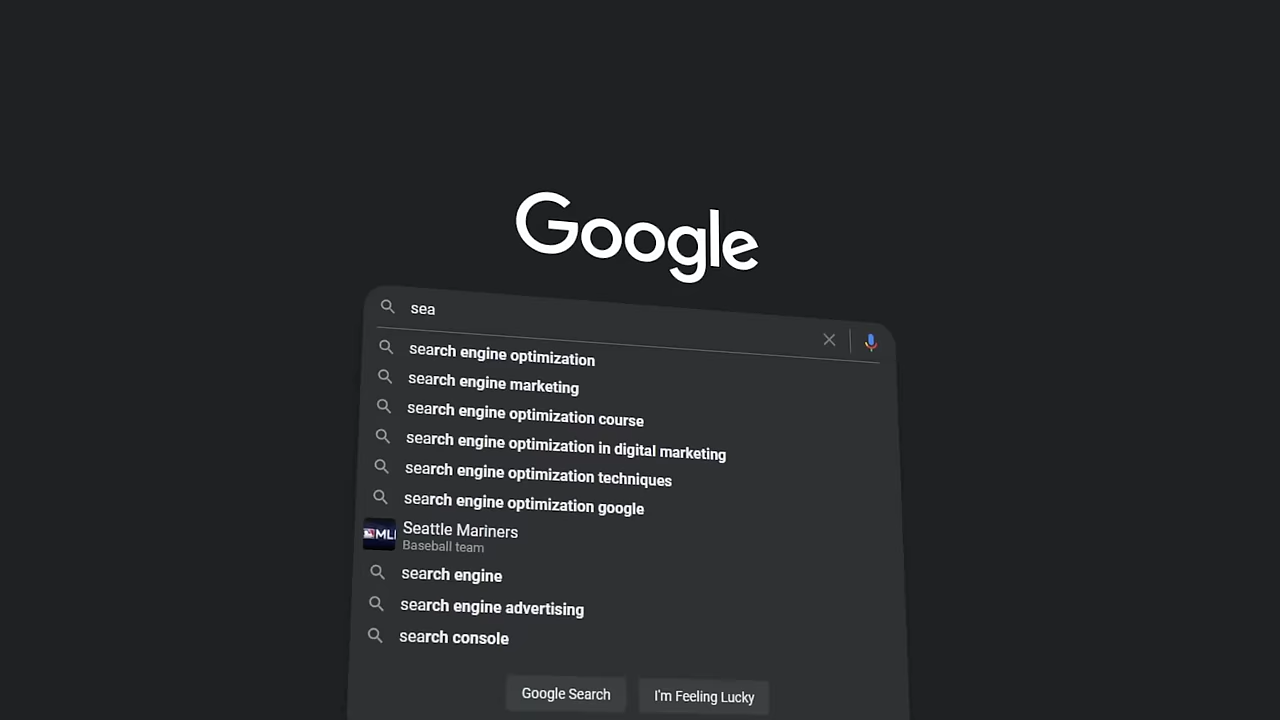 Google
sea
search engine optimization
search engine marketing
search engine optimization course
search engine optimization in digital marketing
search engine optimization techniques
search engine optimization google
MLB
Seattle Mariners
Baseball team
search engine
search engine advertising
search console
Google Search
I'm Feeling Lucky